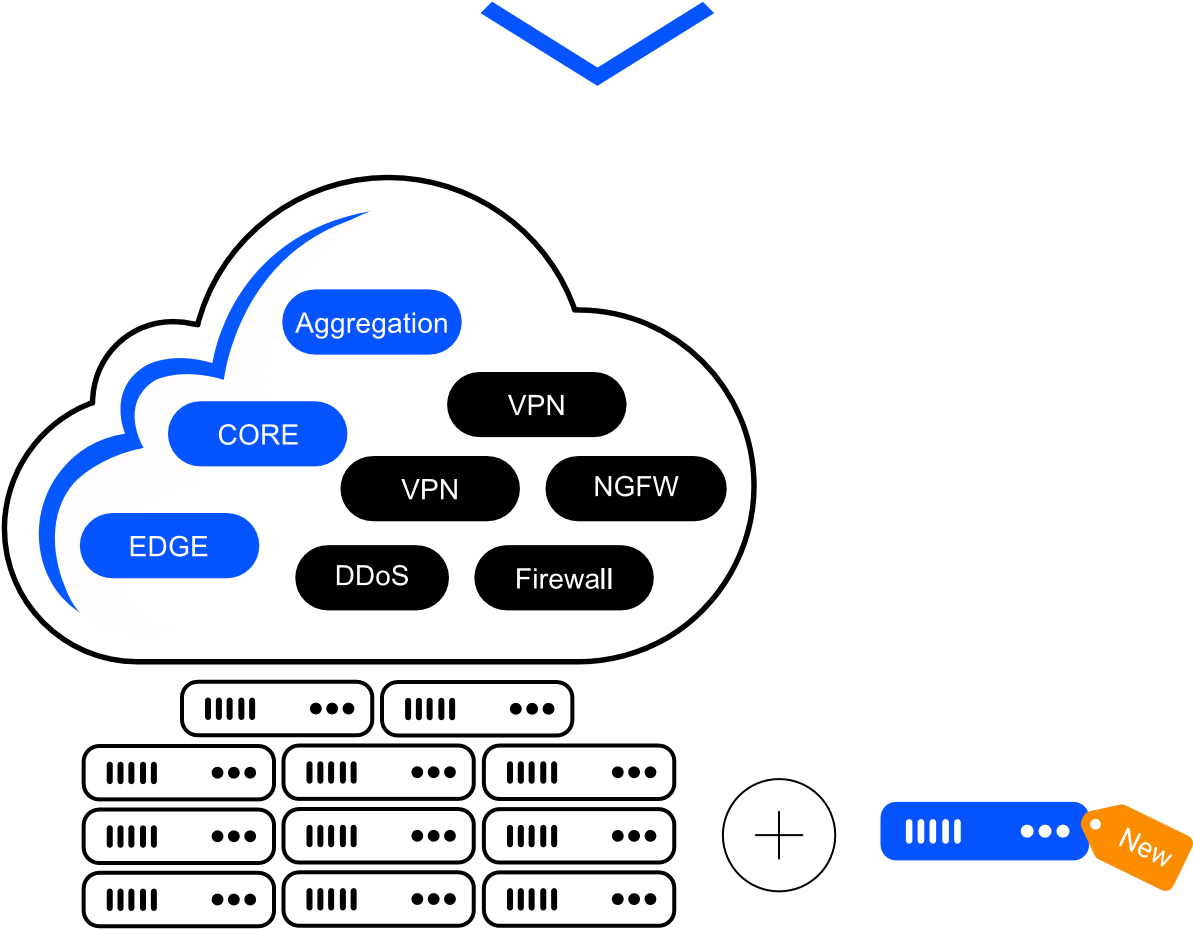 Aggregation
VPN
CORE
VPN
NGFW
EDGE
DDoS
Firewall
New